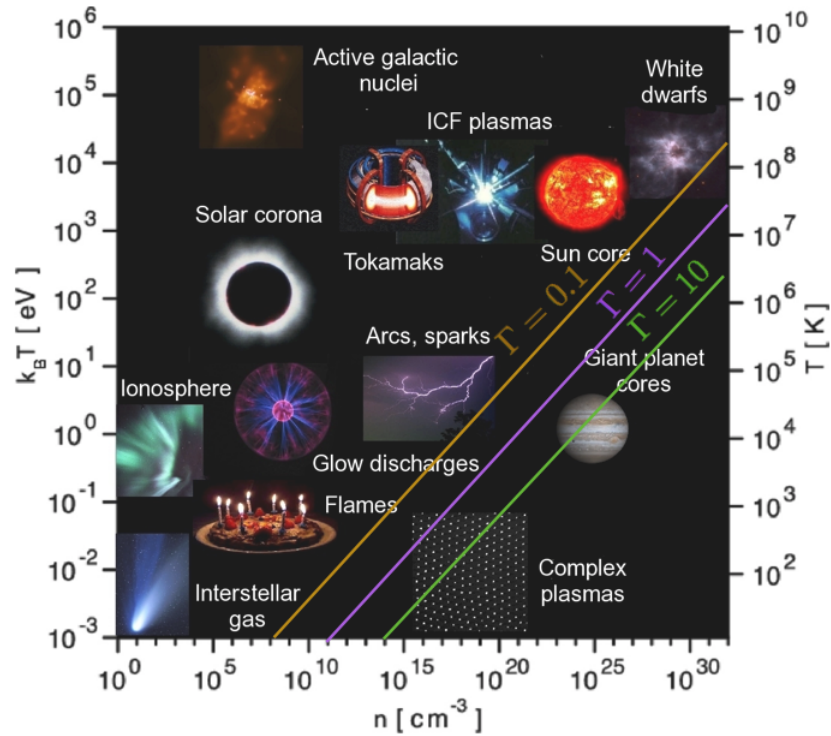 Active galactic
nuclei
White
dwarfs
ICF plasmas
Solar corona
Tokamaks
Sun core
Γ = 0.1
Γ = 1
Γ = 10
Arcs, sparks
Giant planet
cores
Ionosphere
Glow discharges
Flames
Interstellar
gas
Complex
plasmas
k_B T [ eV ]
10^6
10^5
10^4
10^3
10^2
10^1
10^0
10^-1
10^-2
10^-3
T [ K ]
10^10
10^9
10^8
10^7
10^6
10^5
10^4
10^3
10^2
10^0
10^5
10^10
10^15
10^20
10^25
10^30
n [ cm^-3 ]